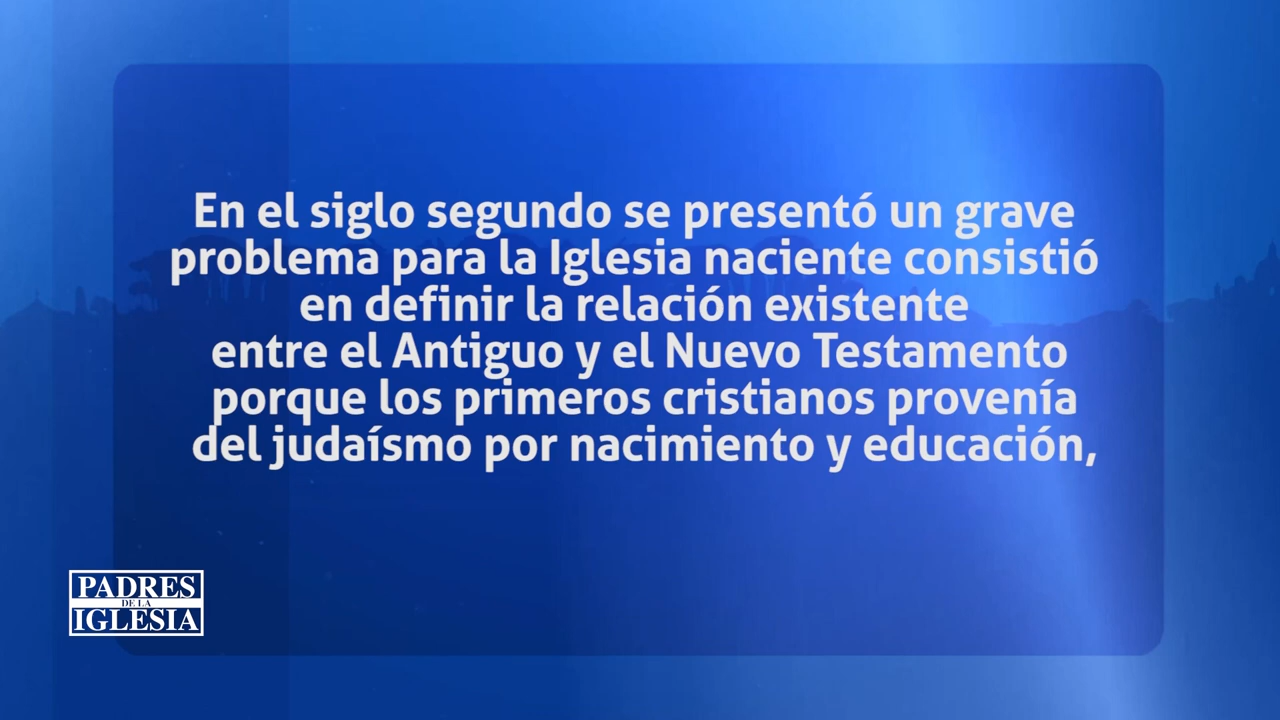 En el siglo segundo se presentó un grave
problema para la Iglesia naciente consistió
en definir la relación existente
entre el Antiguo y el Nuevo Testamento
porque los primeros cristianos provenía
del judaísmo por nacimiento y educación,
PADRES
DE LA
IGLESIA